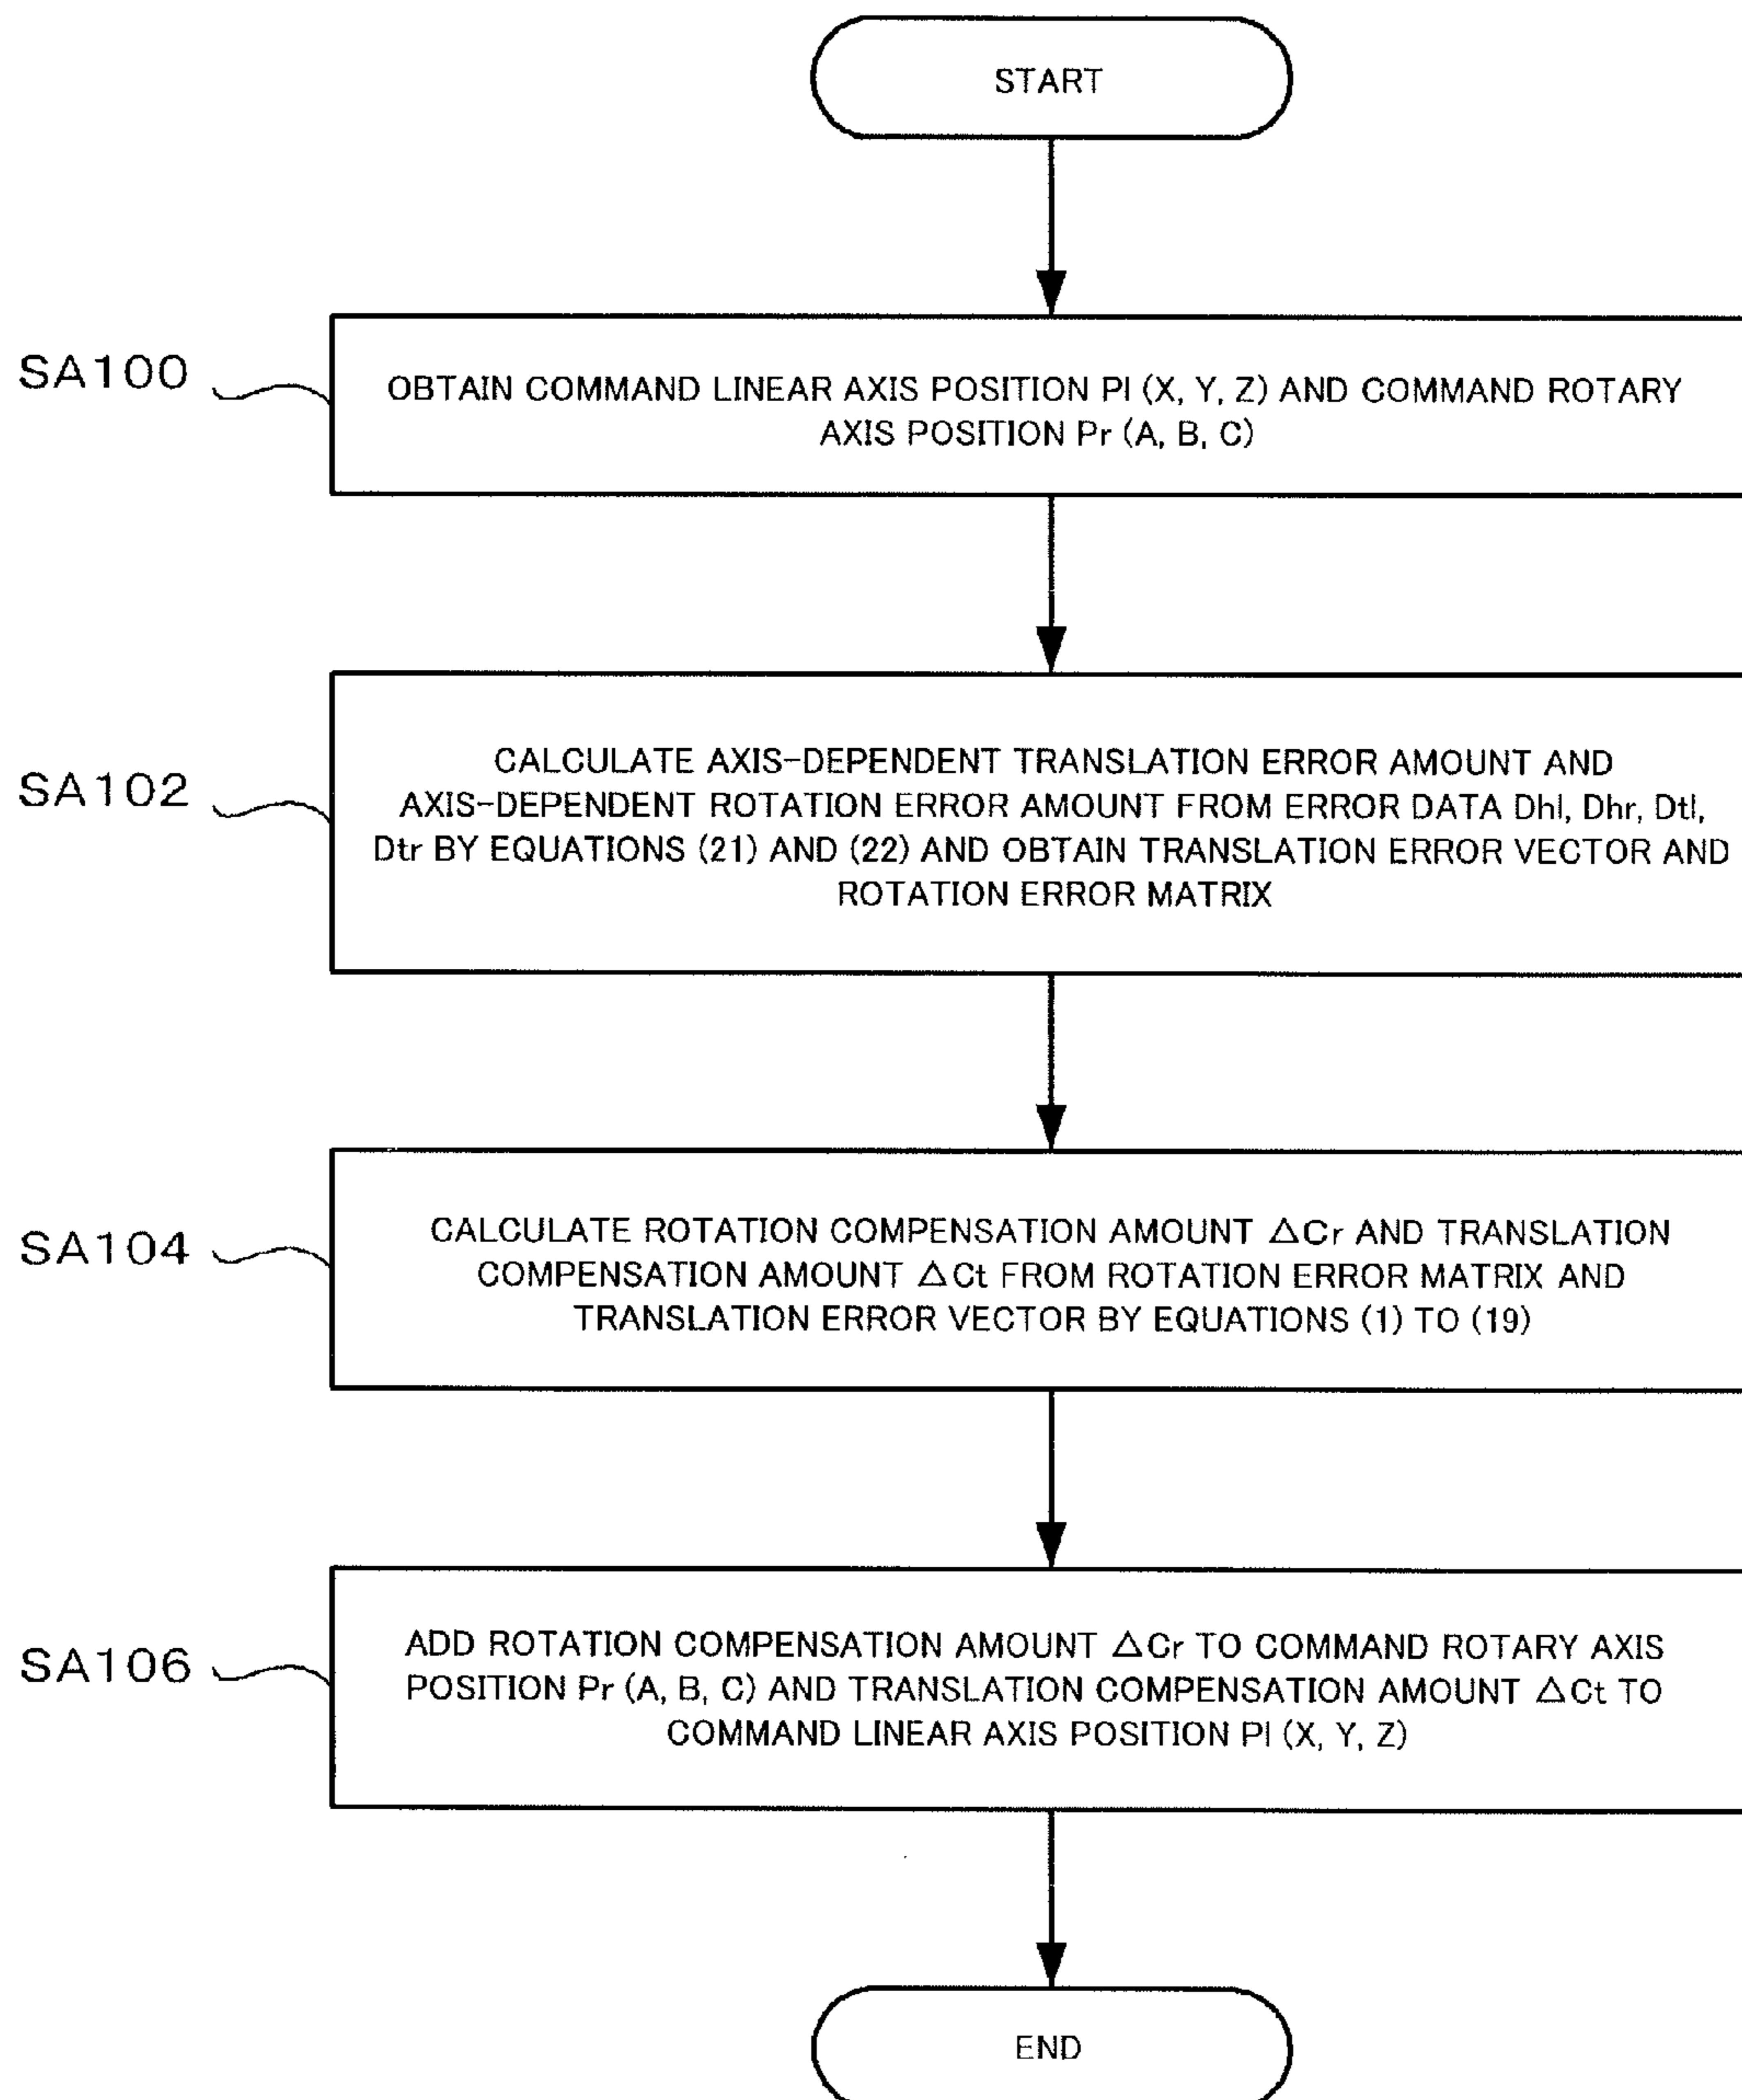 START
SA100
OBTAIN COMMAND LINEAR AXIS POSITION Pl (X, Y, Z) AND COMMAND ROTARY
AXIS POSITION Pr (A, B, C)
SA102
CALCULATE AXIS-DEPENDENT TRANSLATION ERROR AMOUNT AND
AXIS-DEPENDENT ROTATION ERROR AMOUNT FROM ERROR DATA Dhl, Dhr, Dtl,
Dtr BY EQUATIONS (21) AND (22) AND OBTAIN TRANSLATION ERROR VECTOR AND
ROTATION ERROR MATRIX
SA104
CALCULATE ROTATION COMPENSATION AMOUNT △Cr AND TRANSLATION
COMPENSATION AMOUNT △Ct FROM ROTATION ERROR MATRIX AND
TRANSLATION ERROR VECTOR BY EQUATIONS (1) TO (19)
SA106
ADD ROTATION COMPENSATION AMOUNT △Cr TO COMMAND ROTARY AXIS
POSITION Pr (A, B, C) AND TRANSLATION COMPENSATION AMOUNT △Ct TO
COMMAND LINEAR AXIS POSITION Pl (X, Y, Z)
END